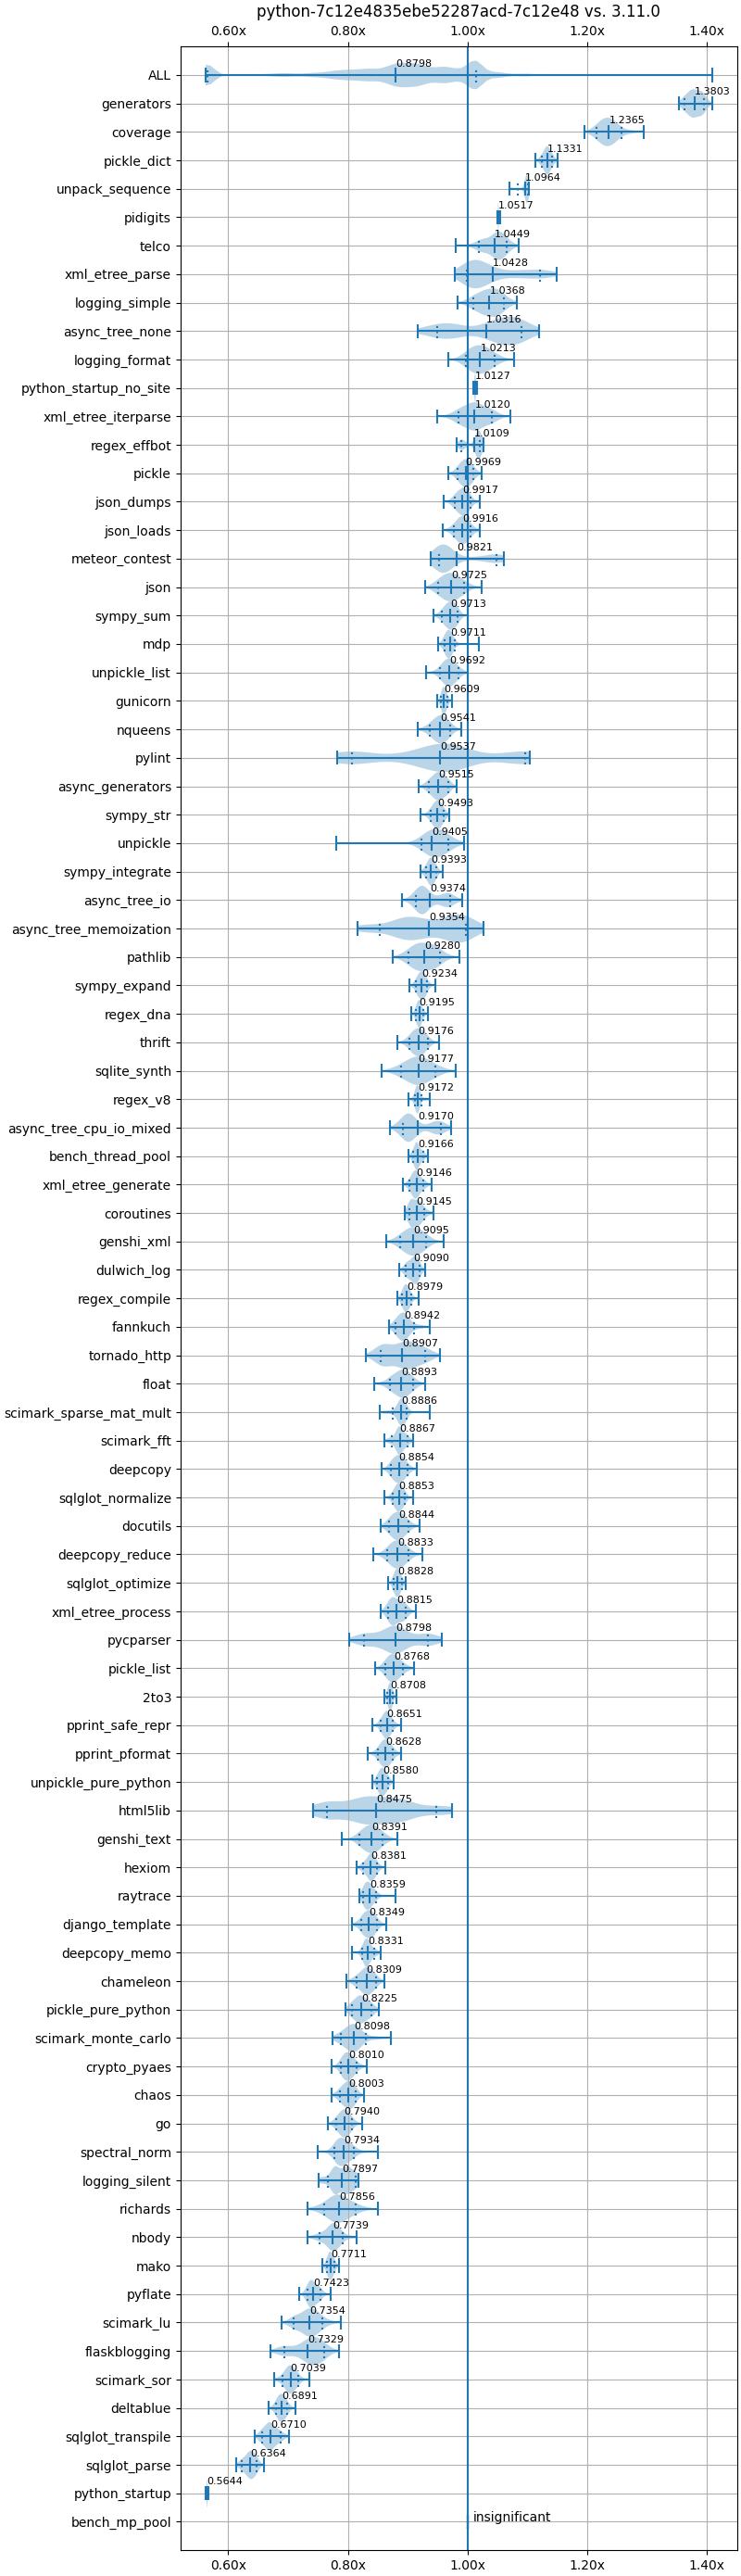 python-7c12e4835ebe52287acd-7c12e48 vs. 3.11.0
0.60x 0.80x 1.00x 1.20x 1.40x
ALL 0.8798
generators 1.3803
coverage 1.2365
pickle_dict 1.1331
unpack_sequence 1.0964
pidigits 1.0517
telco 1.0449
xml_etree_parse 1.0428
logging_simple 1.0368
async_tree_none 1.0316
logging_format 1.0213
python_startup_no_site 1.0127
xml_etree_iterparse 1.0120
regex_effbot 1.0109
pickle 0.9969
json_dumps 0.9917
json_loads 0.9916
meteor_contest 0.9821
json 0.9725
sympy_sum 0.9713
mdp 0.9711
unpickle_list 0.9692
gunicorn 0.9609
nqueens 0.9541
pylint 0.9537
async_generators 0.9515
sympy_str 0.9493
unpickle 0.9405
sympy_integrate 0.9393
async_tree_io 0.9374
async_tree_memoization 0.9354
pathlib 0.9280
sympy_expand 0.9234
regex_dna 0.9195
thrift 0.9176
sqlite_synth 0.9177
regex_v8 0.9172
async_tree_cpu_io_mixed 0.9170
bench_thread_pool 0.9166
xml_etree_generate 0.9146
coroutines 0.9145
genshi_xml 0.9095
dulwich_log 0.9090
regex_compile 0.8979
fannkuch 0.8942
tornado_http 0.8907
float 0.8893
scimark_sparse_mat_mult 0.8886
scimark_fft 0.8867
deepcopy 0.8854
sqlglot_normalize 0.8853
docutils 0.8844
deepcopy_reduce 0.8833
sqlglot_optimize 0.8828
xml_etree_process 0.8815
pycparser 0.8798
pickle_list 0.8768
2to3 0.8708
pprint_safe_repr 0.8651
pprint_pformat 0.8628
unpickle_pure_python 0.8580
html5lib 0.8475
genshi_text 0.8391
hexiom 0.8381
raytrace 0.8359
django_template 0.8349
deepcopy_memo 0.8331
chameleon 0.8309
pickle_pure_python 0.8225
scimark_monte_carlo 0.8098
crypto_pyaes 0.8010
chaos 0.8003
go 0.7940
spectral_norm 0.7934
logging_silent 0.7897
richards 0.7856
nbody 0.7739
mako 0.7711
pyflate 0.7423
scimark_lu 0.7354
flaskblogging 0.7329
scimark_sor 0.7039
deltablue 0.6891
sqlglot_transpile 0.6710
sqlglot_parse 0.6364
python_startup 0.5644
bench_mp_pool insignificant
0.60x 0.80x 1.00x 1.20x 1.40x